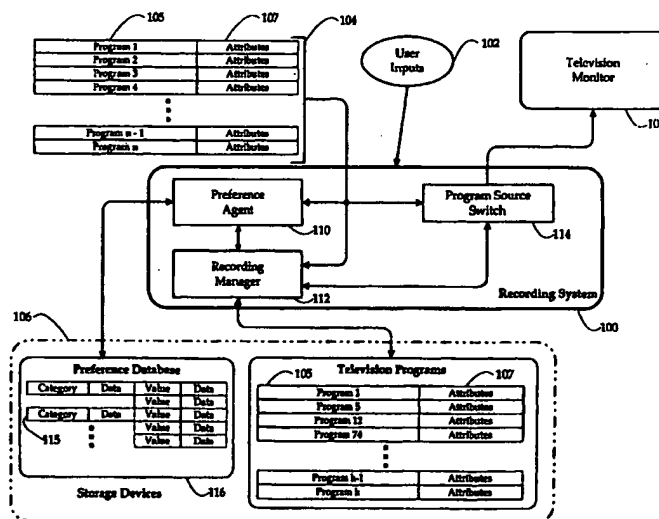 105
107
104
Program 1 Attributes
Program 2 Attributes
Program 3 Attributes
Program 4 Attributes
Program n - 1 Attributes
Program n Attributes
User
Inputs
102
Television
Monitor
10
Preference
Agent
110
Recording
Manager
112
Program Source
Switch
114
Recording System
100
106
Preference Database
Category Data Value Data
Value Data
Category Data Value Data
Value Data
Value Data
115
116
Storage Devices
Television Programs
105
107
Program 1 Attributes
Program 5 Attributes
Program 12 Attributes
Program 74 Attributes
Program h-1 Attributes
Program h Attributes